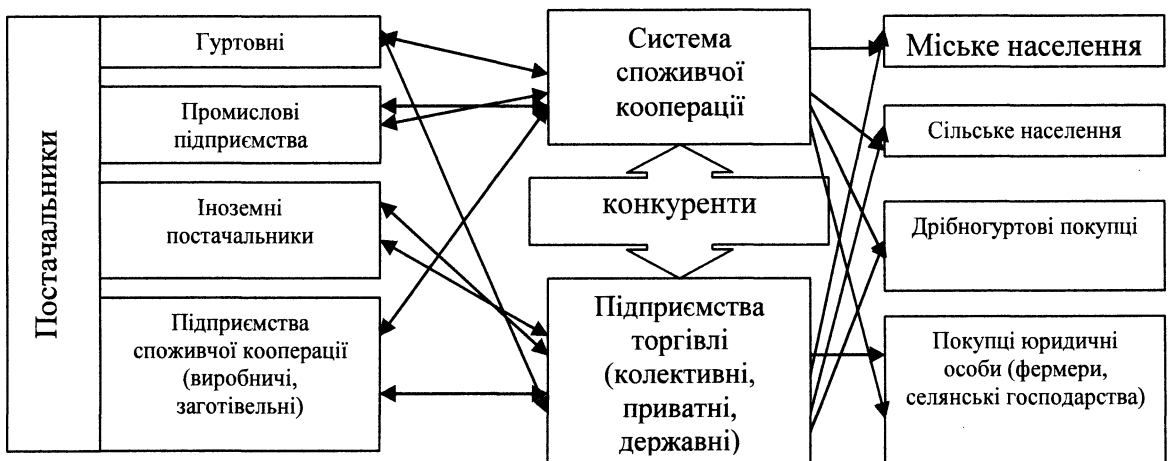 Постачальники
Гуртовні
Промислові
підприємства
Іноземні
постачальники
Підприємства
споживчої кооперації
(виробничі,
заготівельні)
Система
споживчої
кооперації
конкуренти
Підприємства
торгівлі
(колективні,
приватні,
державні)
Міське населення
Сільське населення
Дрібногуртові покупці
Покупці юридичні
особи (фермери,
селянські господарства)